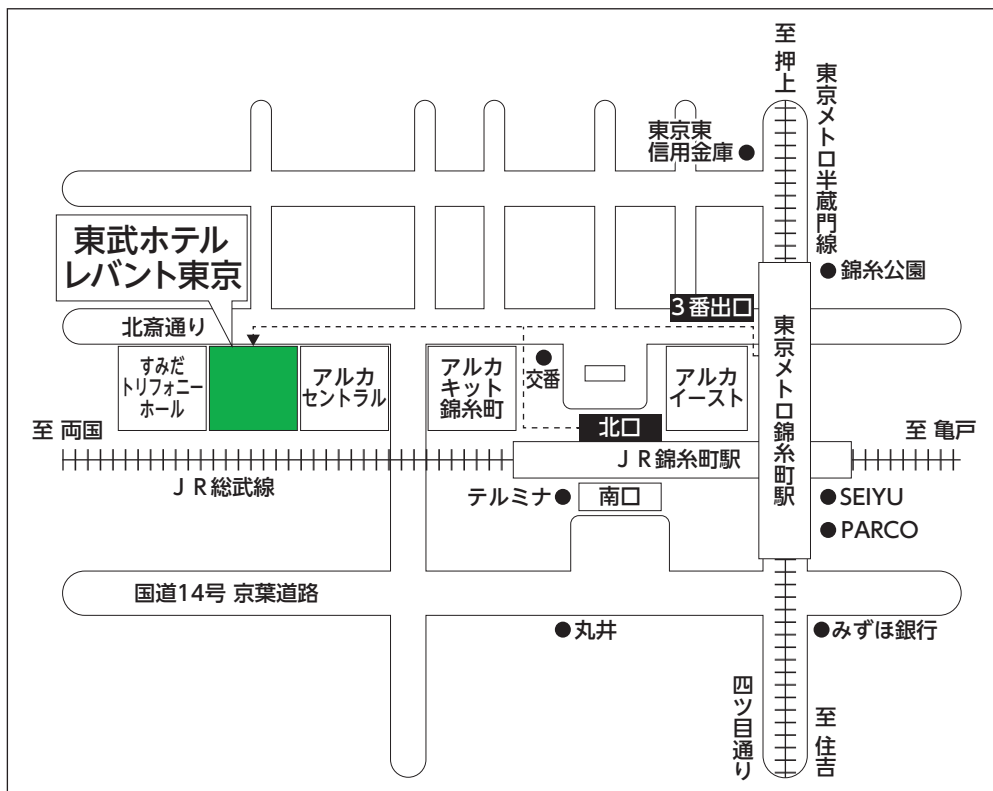 至 押上
東京メトロ半蔵門線
東京東
信用金庫
東武ホテル
レバント東京
錦糸公園
3番出口
北斎通り
すみだ
トリフォニー
ホール
アルカ
セントラル
アルカ
キット
錦糸町
交番
アルカ
イースト
東京メトロ錦糸町駅
北口
至 両国
至 亀戸
JR錦糸町駅
JR総武線
テルミナ
南口
SEIYU
PARCO
国道14号 京葉道路
丸井
みずほ銀行
四ツ目通り
至 住吉